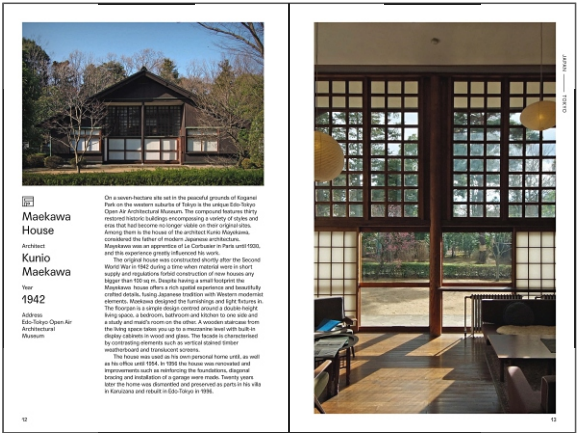 Maekawa
House
Architect
Kunio
Maekawa
Year
1942
Address
Edo-Tokyo Open Air
Architectural
Museum
On a seven-hectare site set in the peaceful grounds of Koganei
Park on the western suburbs of Tokyo is the unique Edo-Tokyo
Open Air Architectural Museum. The compound features thirty
restored historic buildings encompassing a variety of styles and
eras that had become no longer viable on their original sites.
Among them is the house of the architect Kunio Mayekawa,
considered the father of modern Japanese architecture.
Maekawa was an apprentice of Le Corbusier in Paris until 1930,
and this experience greatly influenced his work.
The original house was constructed shortly after the Second
World War in 1942 during a time when material were in short
supply and regulations forbid construction of new houses any
bigger than 100 sq m. Despite having a small footprint the
Maekawa house offers a rich spatial experience and beautifully
crafted details, fusing Japanese tradition with Western modernist
elements. Maekawa designed the furnishings and light fixtures in.
The floorplan is a simple design centred around a double-height
living space, a bedroom, bathroom and kitchen to one side and
a study and maid's room on the other. A wooden staircase from
the living space takes you up to a mezzanine level with built-in
display cabinets in wood and glass. The facade is characterised
by contrasting elements such as vertical stained timber
weatherboard and translucent screens.
The house was used as his own personal home until, as well
as his office until 1954. In 1956 the house was renovated and
improvements such as reinforcing the foundations, diagonal
bracing and installation of a garage were made. Twenty years
later the home was dismantled and preserved as parts in his villa
in Karuizawa and rebuilt in Edo-Tokyo in 1996.
12
JAPAN — TOKYO
13